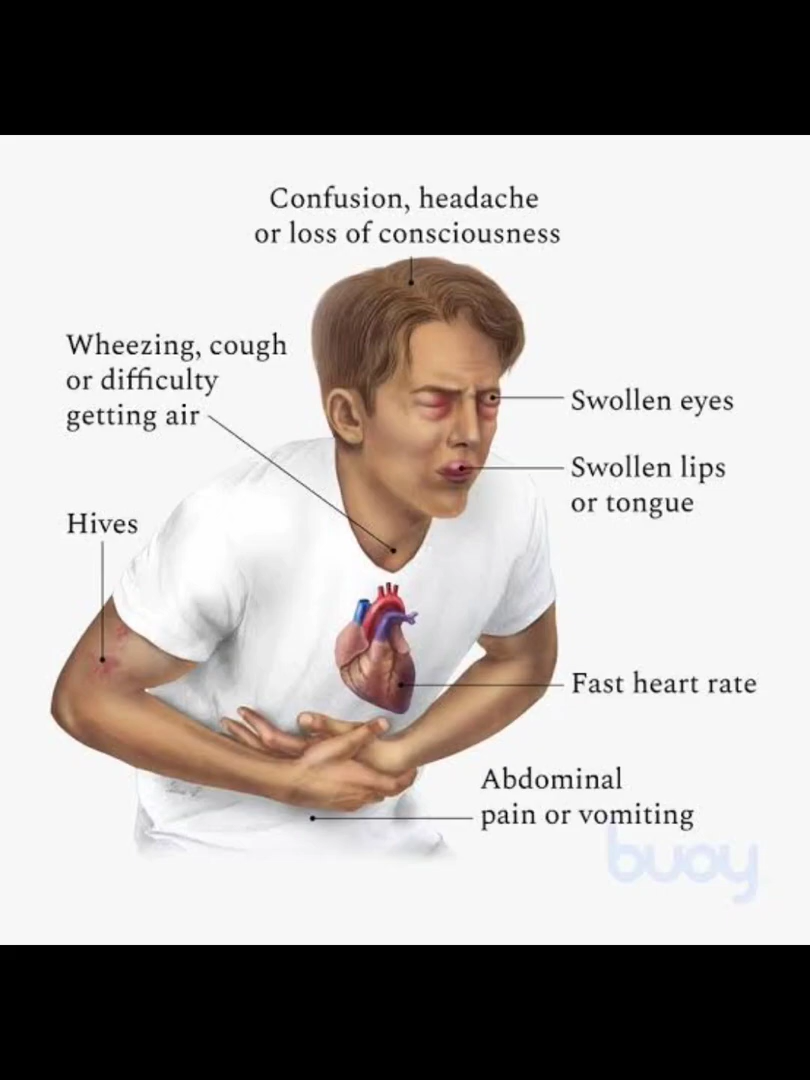 Confusion, headache
or loss of consciousness
Wheezing, cough
or difficulty
getting air
Swollen eyes
Swollen lips
or tongue
Hives
Fast heart rate
Abdominal
pain or vomiting
buoy